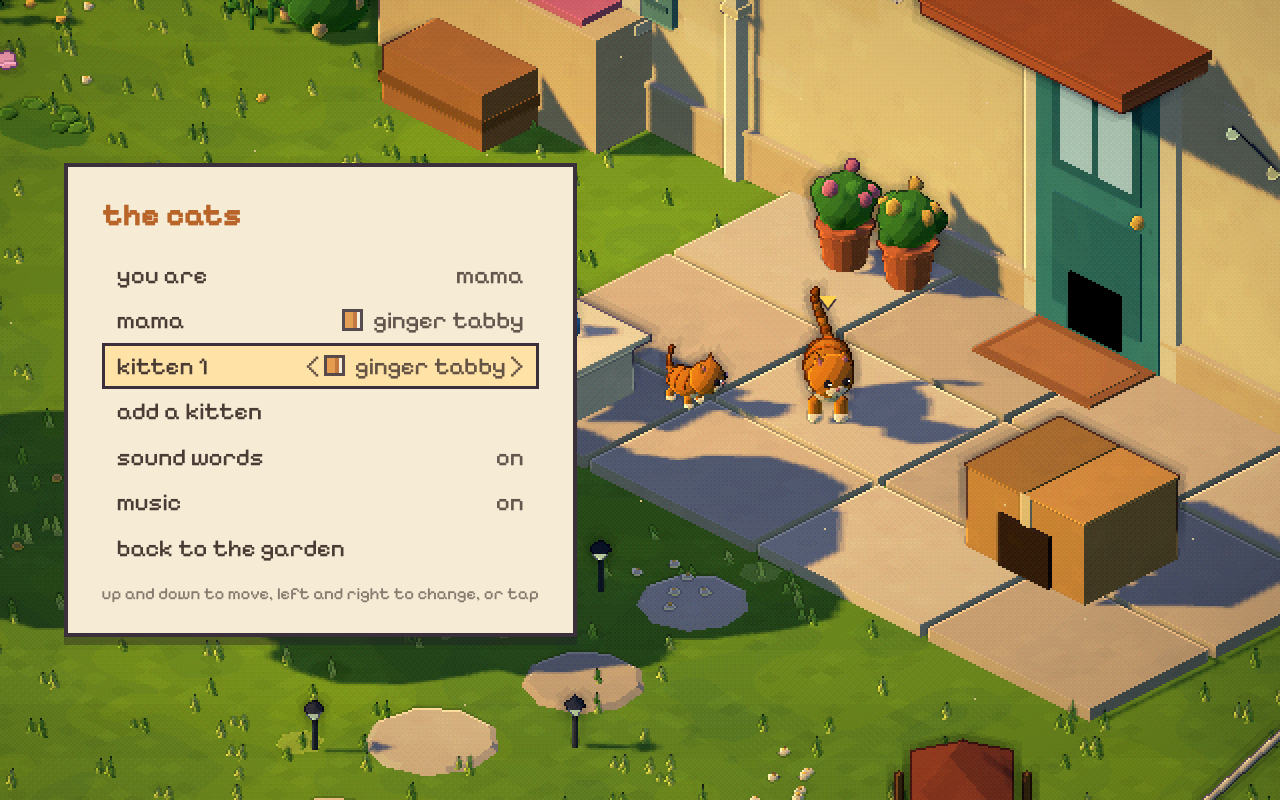 the cats
you are mama
mama ginger tabby
kitten 1 < ginger tabby >
add a kitten
sound words on
music on
back to the garden
up and down to move, left and right to change, or tap